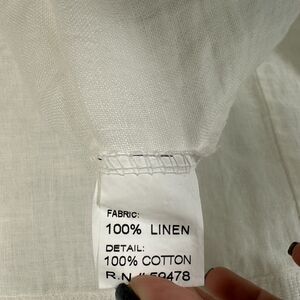 FABRIC:
100% LINEN
DETAIL:
100% COTTON
R.N # 59478